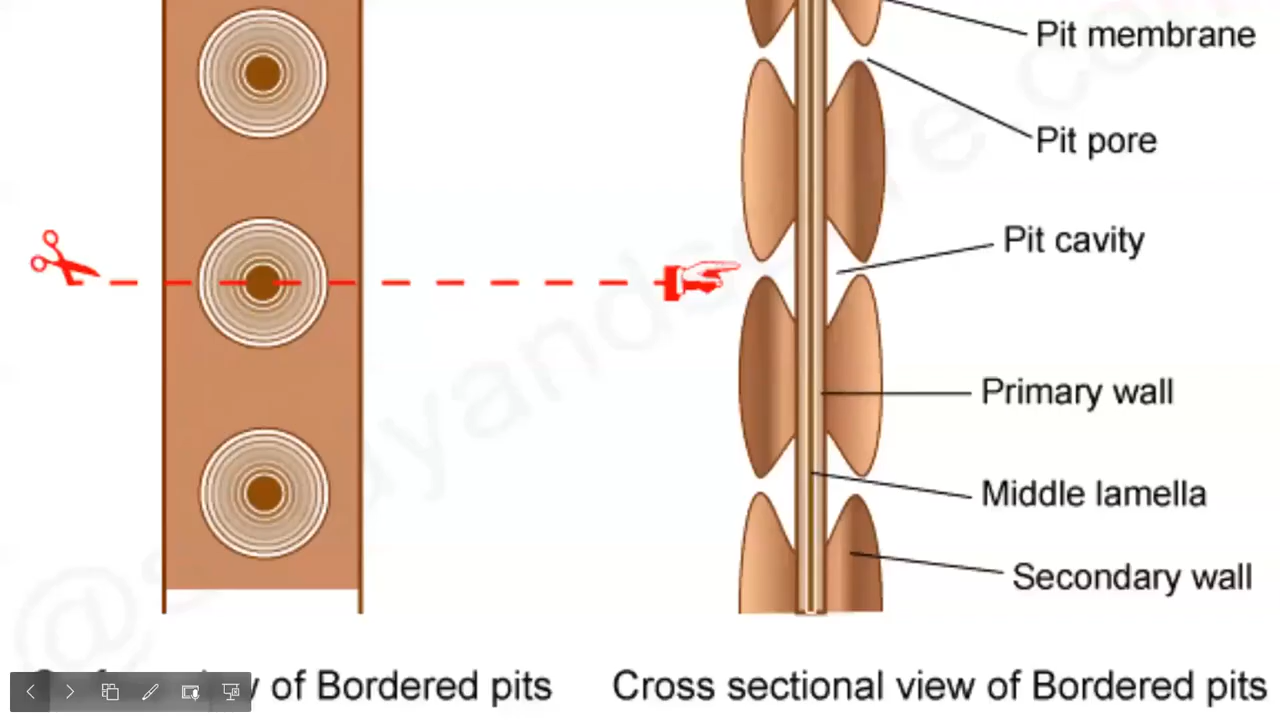 Pit membrane
Pit pore
Pit cavity
Primary wall
Middle lamella
Secondary wall
of Bordered pits
Cross sectional view of Bordered pits